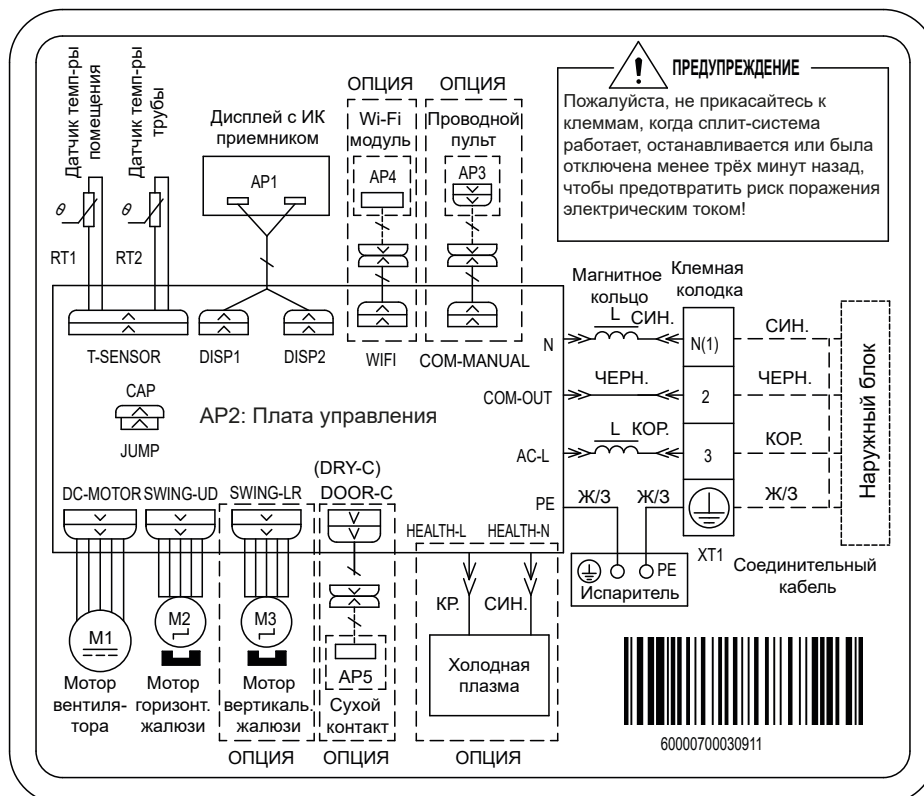 Датчик темп-ры
помещения
Датчик темп-ры
трубы
Дисплей с ИК
приемником
ОПЦИЯ
Wi-Fi
модуль
ОПЦИЯ
Проводной
пульт
ПРЕДУПРЕЖДЕНИЕ
Пожалуйста, не прикасайтесь к
клеммам, когда сплит-система
работает, останавливается или была
отключена менее трёх минут назад,
чтобы предотвратить риск поражения
электрическим током!
AP1
AP4
AP3
θ
θ
RT1
RT2
T-SENSOR
DISP1
DISP2
WIFI
COM-MANUAL
Магнитное
кольцо
Клемная
колодка
N
L
СИН.
N(1)
СИН.
COM-OUT
ЧЕРН.
2
ЧЕРН.
AC-L
L
КОР.
3
КОР.
PE
Ж/З
Ж/З
Ж/З
XT1
Наружный блок
Соединительный
кабель
PE
Испаритель
CAP
JUMP
AP2: Плата управления
DC-MOTOR
SWING-UD
SWING-LR
(DRY-C)
DOOR-C
HEALTH-L
HEALTH-N
КР.
СИН.
M1
M2
M3
AP5
Холодная
плазма
Мотор
вентиля-
тора
Мотор
горизонт.
жалюзи
Мотор
вертикаль.
жалюзи
Сухой
контакт
ОПЦИЯ
ОПЦИЯ
ОПЦИЯ
60000700030911